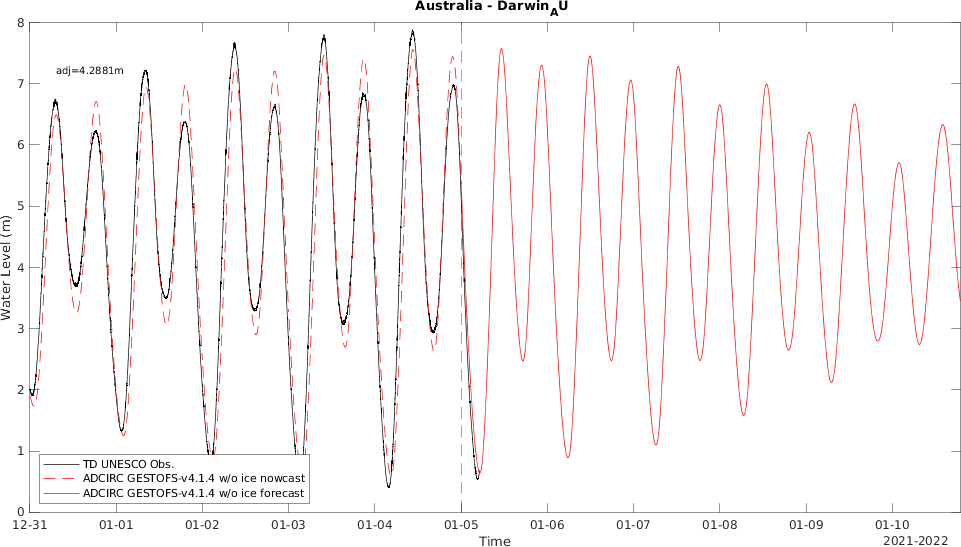 Australia - Darwin_AU
adj=4.2881m
8
7
6
5
4
3
2
1
0
Water Level (m)
TD UNESCO Obs.
ADCIRC GESTOFS-v4.1.4 w/o ice nowcast
ADCIRC GESTOFS-v4.1.4 w/o ice forecast
12-31 01-01 01-02 01-03 01-04 01-05 01-06 01-07 01-08 01-09 01-10
Time
2021-2022